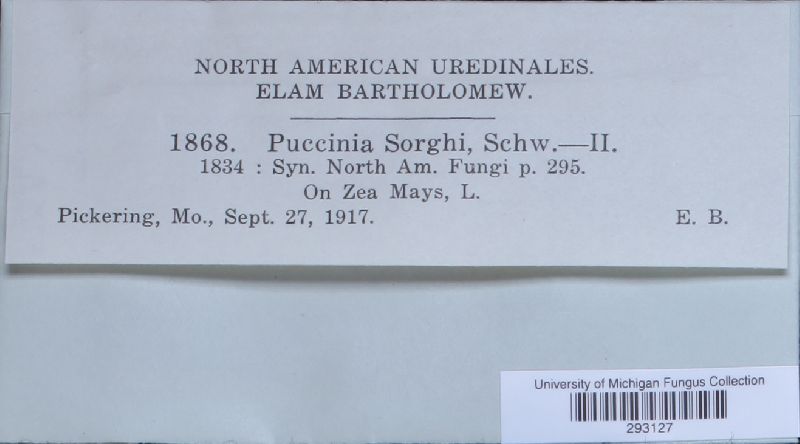 NORTH AMERICAN UREDINALES.
ELAM BARTHOLOMEW.
1868. Puccinia Sorghi, Schw.—II.
1834 : Syn. North Am. Fungi p. 295.
On Zea Mays, L.
Pickering, Mo., Sept. 27, 1917. E. B.
University of Michigan Fungus Collection
293127